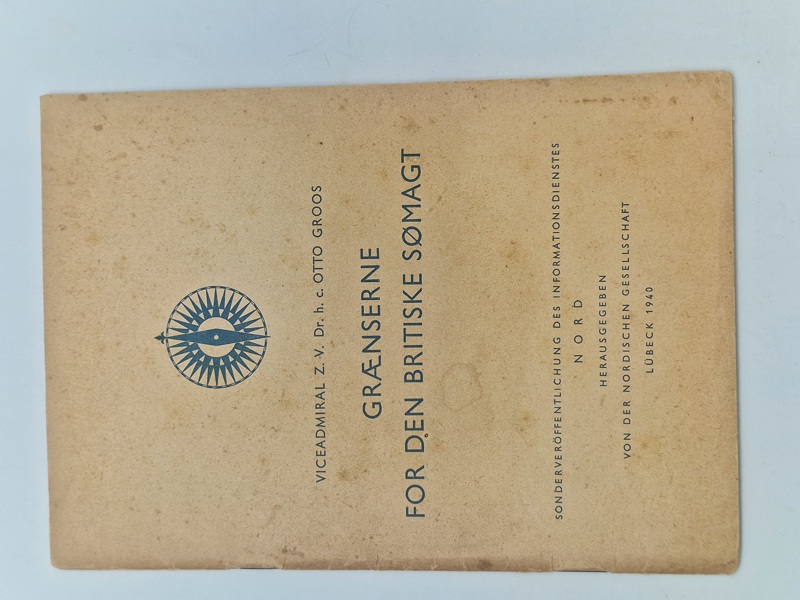 VICEADMIRAL Z. V. Dr. h. c. OTTO GROOS
GRÆNSERNE
FOR DEN BRITISKE SØMAGT
SONDERVERÖFFENTLICHUNG DES INFORMATIONSDIENSTES
NORD
HERAUSGEGEBEN
VON DER NORDISCHEN GESELLSCHAFT
LÜBECK 1940